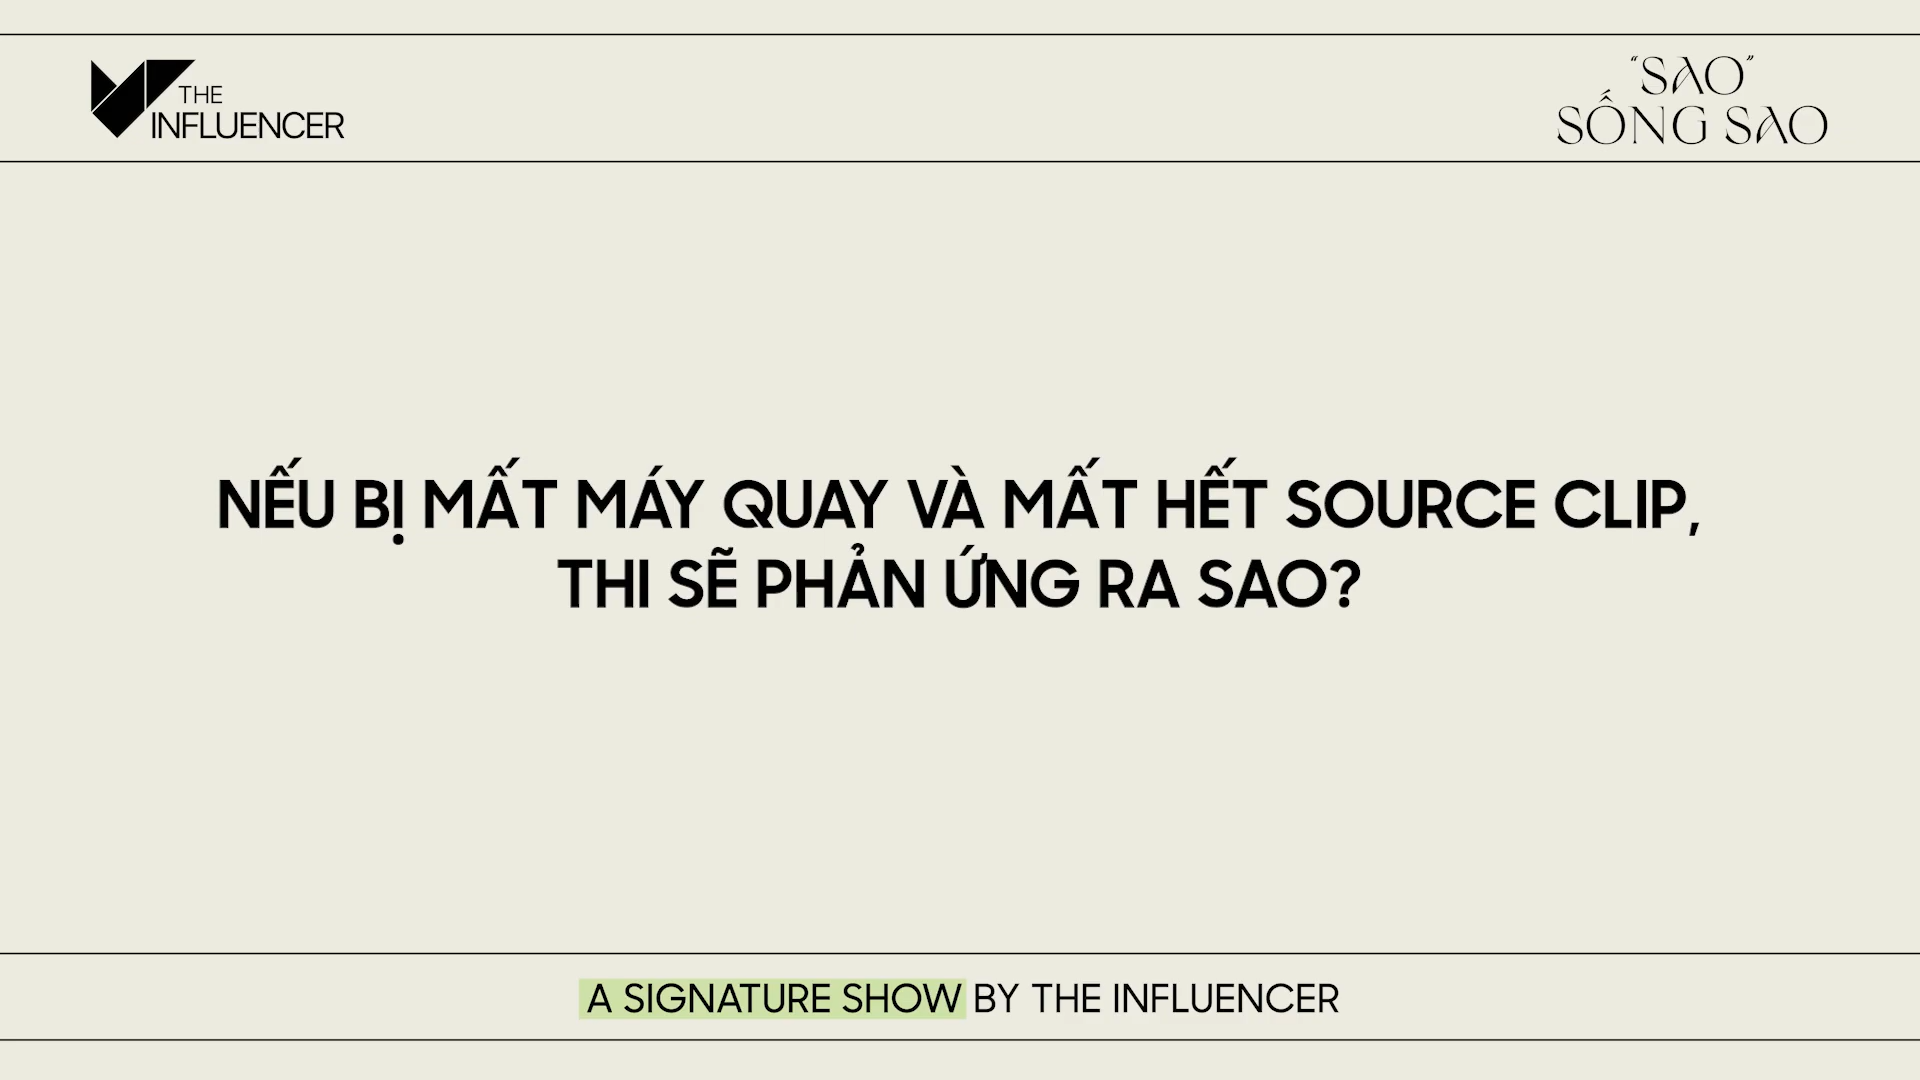 THE
INFLUENCER
"SAO"
SỐNG SAO
NẾU BỊ MẤT MÁY QUAY VÀ MẤT HẾT SOURCE CLIP,
THI SẼ PHẢN ỨNG RA SAO?
A SIGNATURE SHOW BY THE INFLUENCER